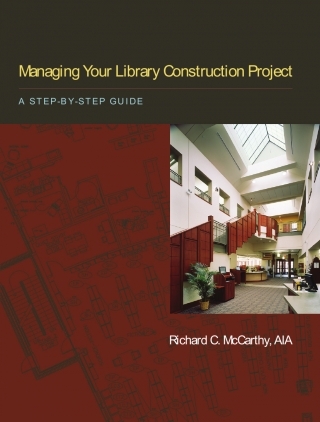 Managing Your Library Construction Project
A STEP-BY-STEP GUIDE
Richard C. McCarthy, AIA